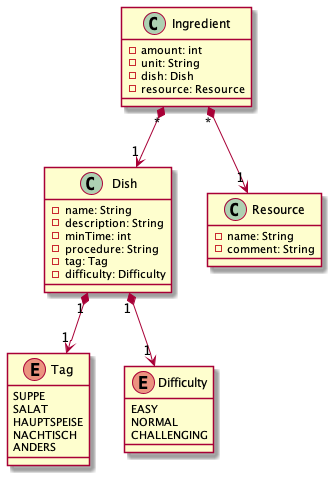 C Ingredient
amount: int
unit: String
dish: Dish
resource: Resource
*
*
1
1
C Dish
name: String
description: String
minTime: int
procedure: String
tag: Tag
difficulty: Difficulty
C Resource
name: String
comment: String
1
1
1
1
E Tag
SUPPE
SALAT
HAUPTSPEISE
NACHTISCH
ANDERS
E Difficulty
EASY
NORMAL
CHALLENGING